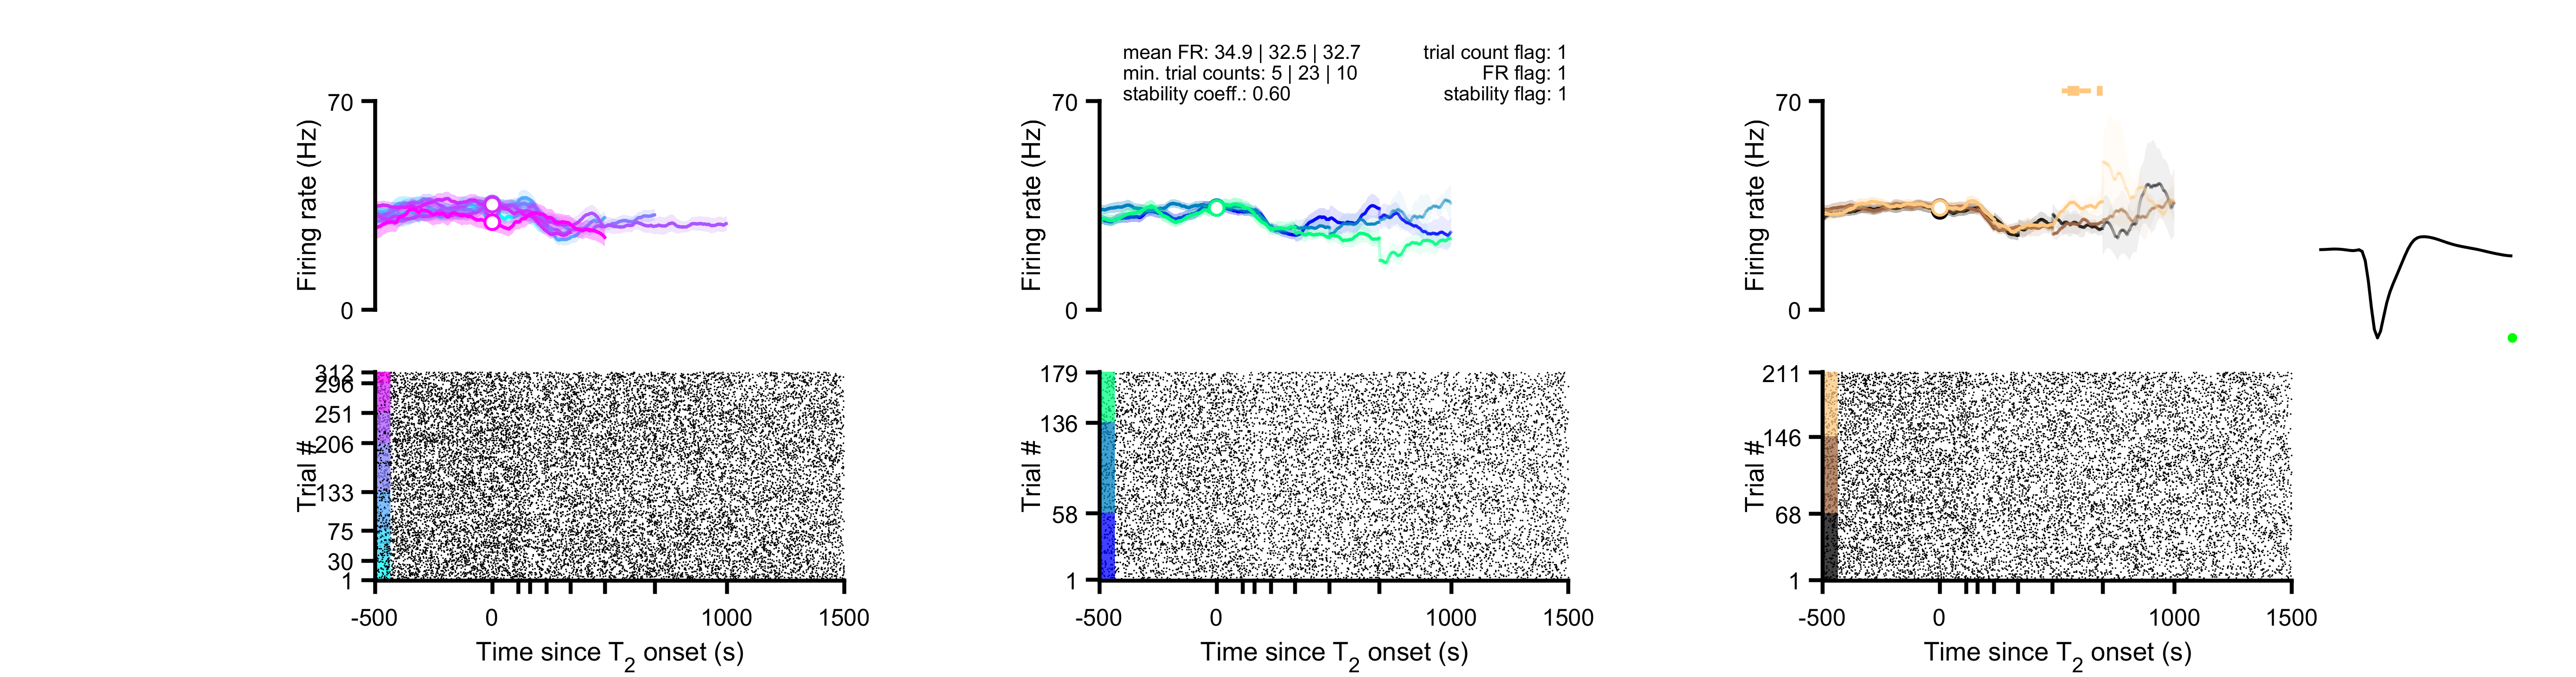 mean FR: 34.9 | 32.5 | 32.7
min. trial counts: 5 | 23 | 10
stability coeff.: 0.60
trial count flag: 1
FR flag: 1
stability flag: 1
70
Firing rate (Hz)
0
70
Firing rate (Hz)
0
70
Firing rate (Hz)
0
312
296
251
206
133
75
30
1
Trial #
-500 0 1000 1500
Time since T2 onset (s)
179
136
58
1
Trial #
-500 0 1000 1500
Time since T2 onset (s)
211
146
68
1
Trial #
-500 0 1000 1500
Time since T2 onset (s)